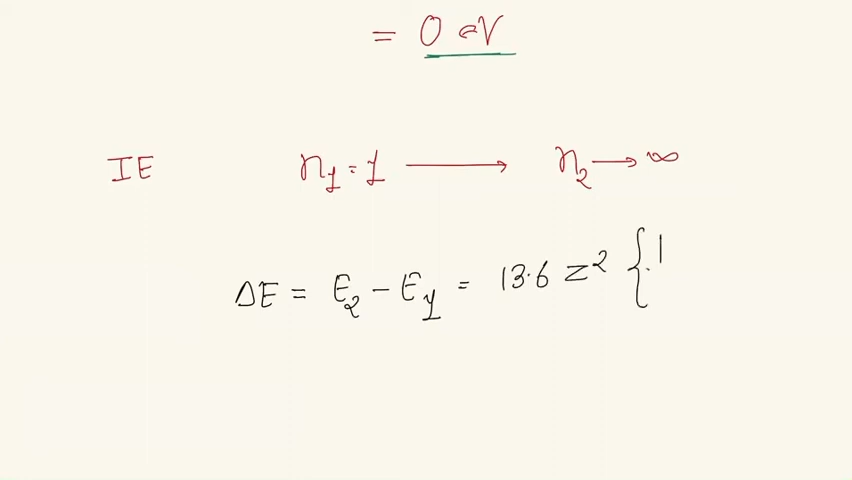 = 0 eV
IE n₁ = 1 ⟶ n₂ ⟶ ∞
ΔE = E₂ − E₁ = 13.6 Z² { 1